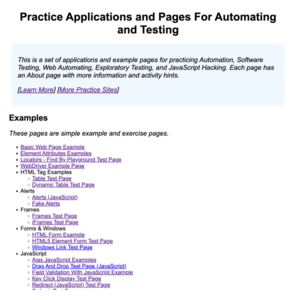 Practice Applications and Pages For Automating
and Testing
This is a set of applications and example pages for practicing Automation, Software
Testing, Web Automating, Exploratory Testing, and JavaScript Hacking. Each page has
an About page with more information and activity hints.
[Learn More] [More Practice Sites]
Examples
These pages are simple example and exercise pages.
Basic Web Page Example
Element Attributes Examples
Locators - Find By Playground Test Page
WebDriver Example Page
HTML Tag Examples
Table Test Page
Dynamic Table Test Page
Alerts
Alerts (JavaScript)
Fake Alerts
Frames
Frames Test Page
iFrames Test Page
Forms & Windows
HTML Form Example
HTML5 Element Form Test Page
Windows Link Test Page
JavaScript
Ajax JavaScript Examples
Drag And Drop Test Page (JavaScript)
Field Validation With JavaScript Example
Key Click Display Test Page
Redirect (JavaScript) Test Page